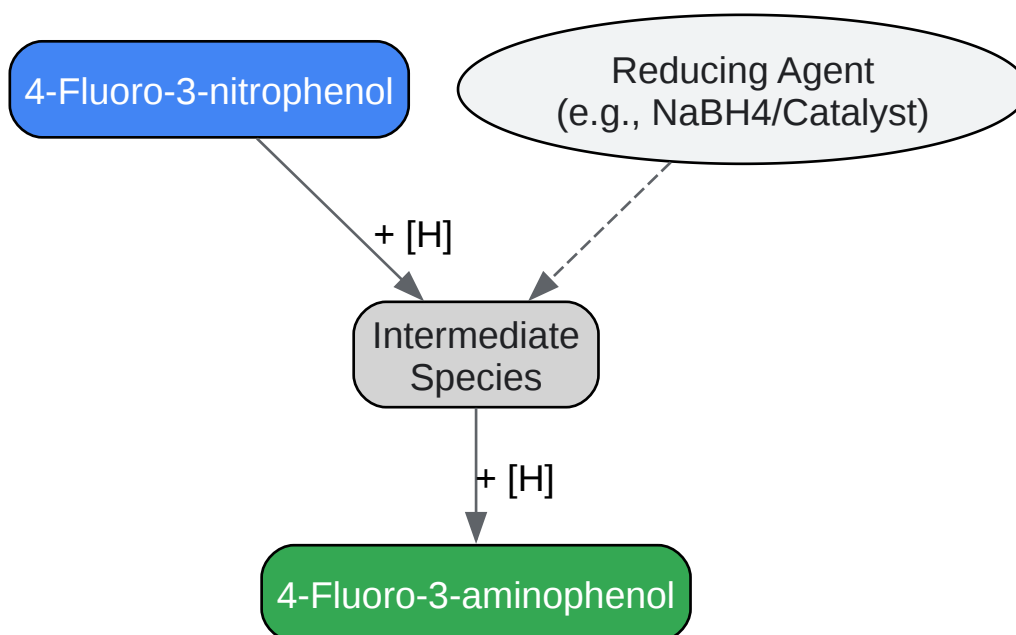 4-Fluoro-3-nitrophenol
Reducing Agent
(e.g., NaBH4/Catalyst)
+ [H]
Intermediate
Species
+ [H]
4-Fluoro-3-aminophenol